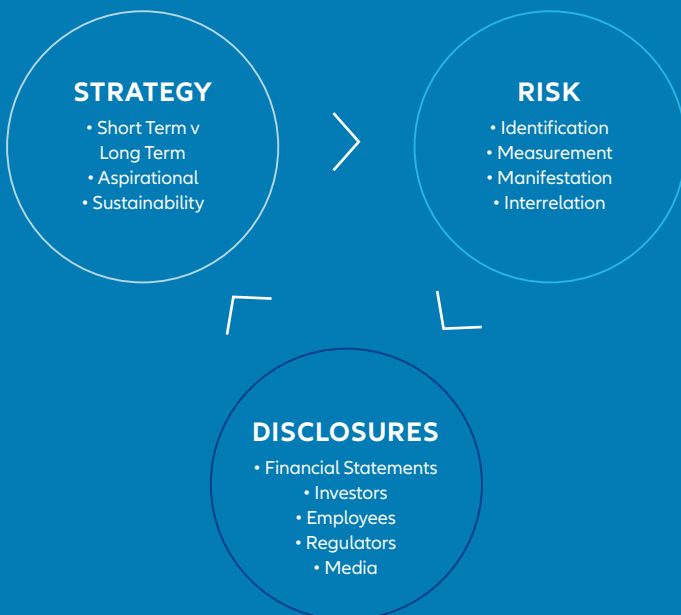 STRATEGY
• Short Term v
Long Term
• Aspirational
• Sustainability
RISK
• Identification
• Measurement
• Manifestation
• Interrelation
DISCLOSURES
• Financial Statements
• Investors
• Employees
• Regulators
• Media